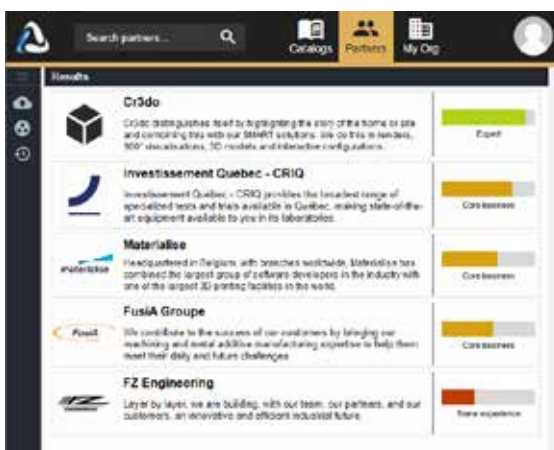 Search partners...
Catalogs
Partners
My Org
Results
Cr3do
Cr3do distinguishes itself by highlighting the story of the home or site
and combining this with our SMART solutions. We do this in renders,
360° visualisations, 3D models and interactive configurations.
Expert
Investissement Quebec - CRIQ
Investissement Québec - CRIQ provides the broadest range of
specialized tests and trials available in Québec, making state-of-the-
art equipment available to you in its laboratories.
Core business
Materialise
materialise
Headquartered in Belgium, with branches worldwide, Materialise has
combined the largest group of software developers in the industry with
one of the largest 3D printing facilities in the world.
Core business
FusiA Groupe
FusiA
We contribute to the success of our customers by bringing our
machining and metal additive manufacturing expertise to help them
meet their daily and future challenges
Core business
FZ Engineering
FZ
Layer by layer, we are building, with our team, our partners, and our
customers, an innovative and efficient industrial future.
Some experience